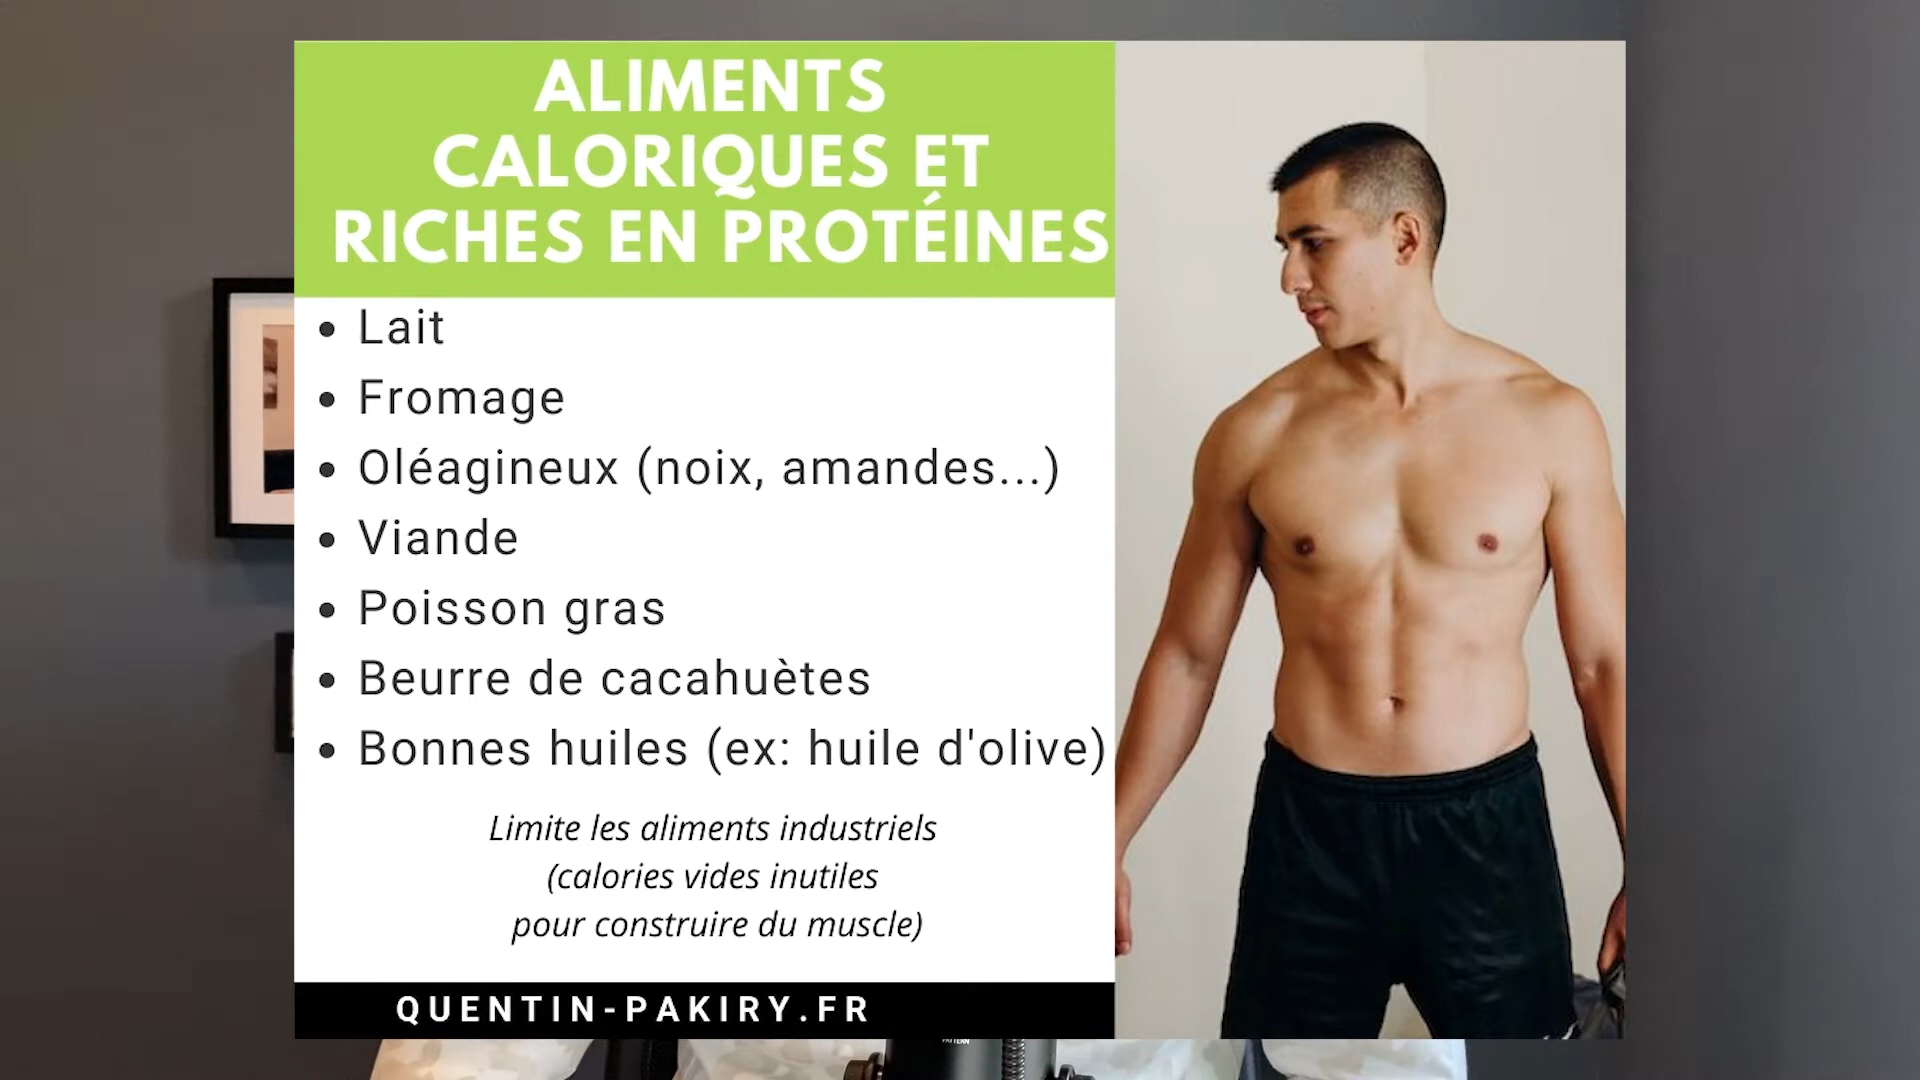 ALIMENTS
CALORIQUES ET
RICHES EN PROTÉINES
• Lait
• Fromage
• Oléagineux (noix, amandes...)
• Viande
• Poisson gras
• Beurre de cacahuètes
• Bonnes huiles (ex: huile d'olive)
Limite les aliments industriels
(calories vides inutiles
pour construire du muscle)
QUENTIN-PAKIRY.FR